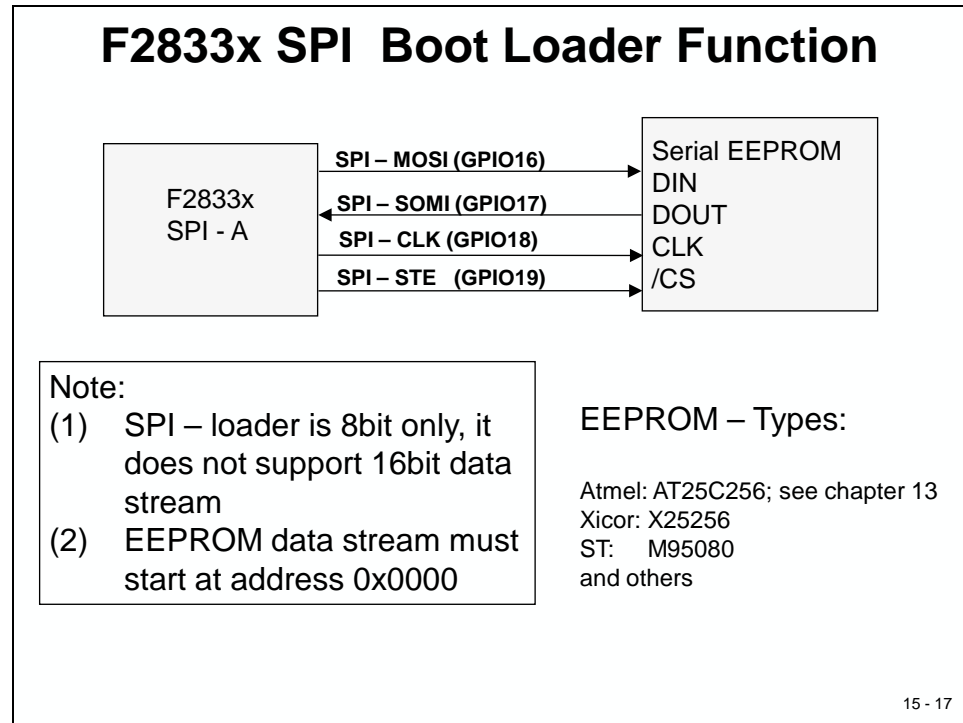 F2833x SPI  Boot Loader Function
F2833x
SPI - A
SPI – MOSI (GPIO16)
SPI – SOMI (GPIO17)
SPI – CLK (GPIO18)
SPI – STE   (GPIO19)
Serial EEPROM
DIN
DOUT
CLK
/CS
Note:
(1) SPI – loader is 8bit only, it
does not support 16bit data
stream
(2) EEPROM data stream must
start at address 0x0000
EEPROM – Types:
Atmel: AT25C256; see chapter 13
Xicor: X25256
ST: M95080
and others
15 - 17